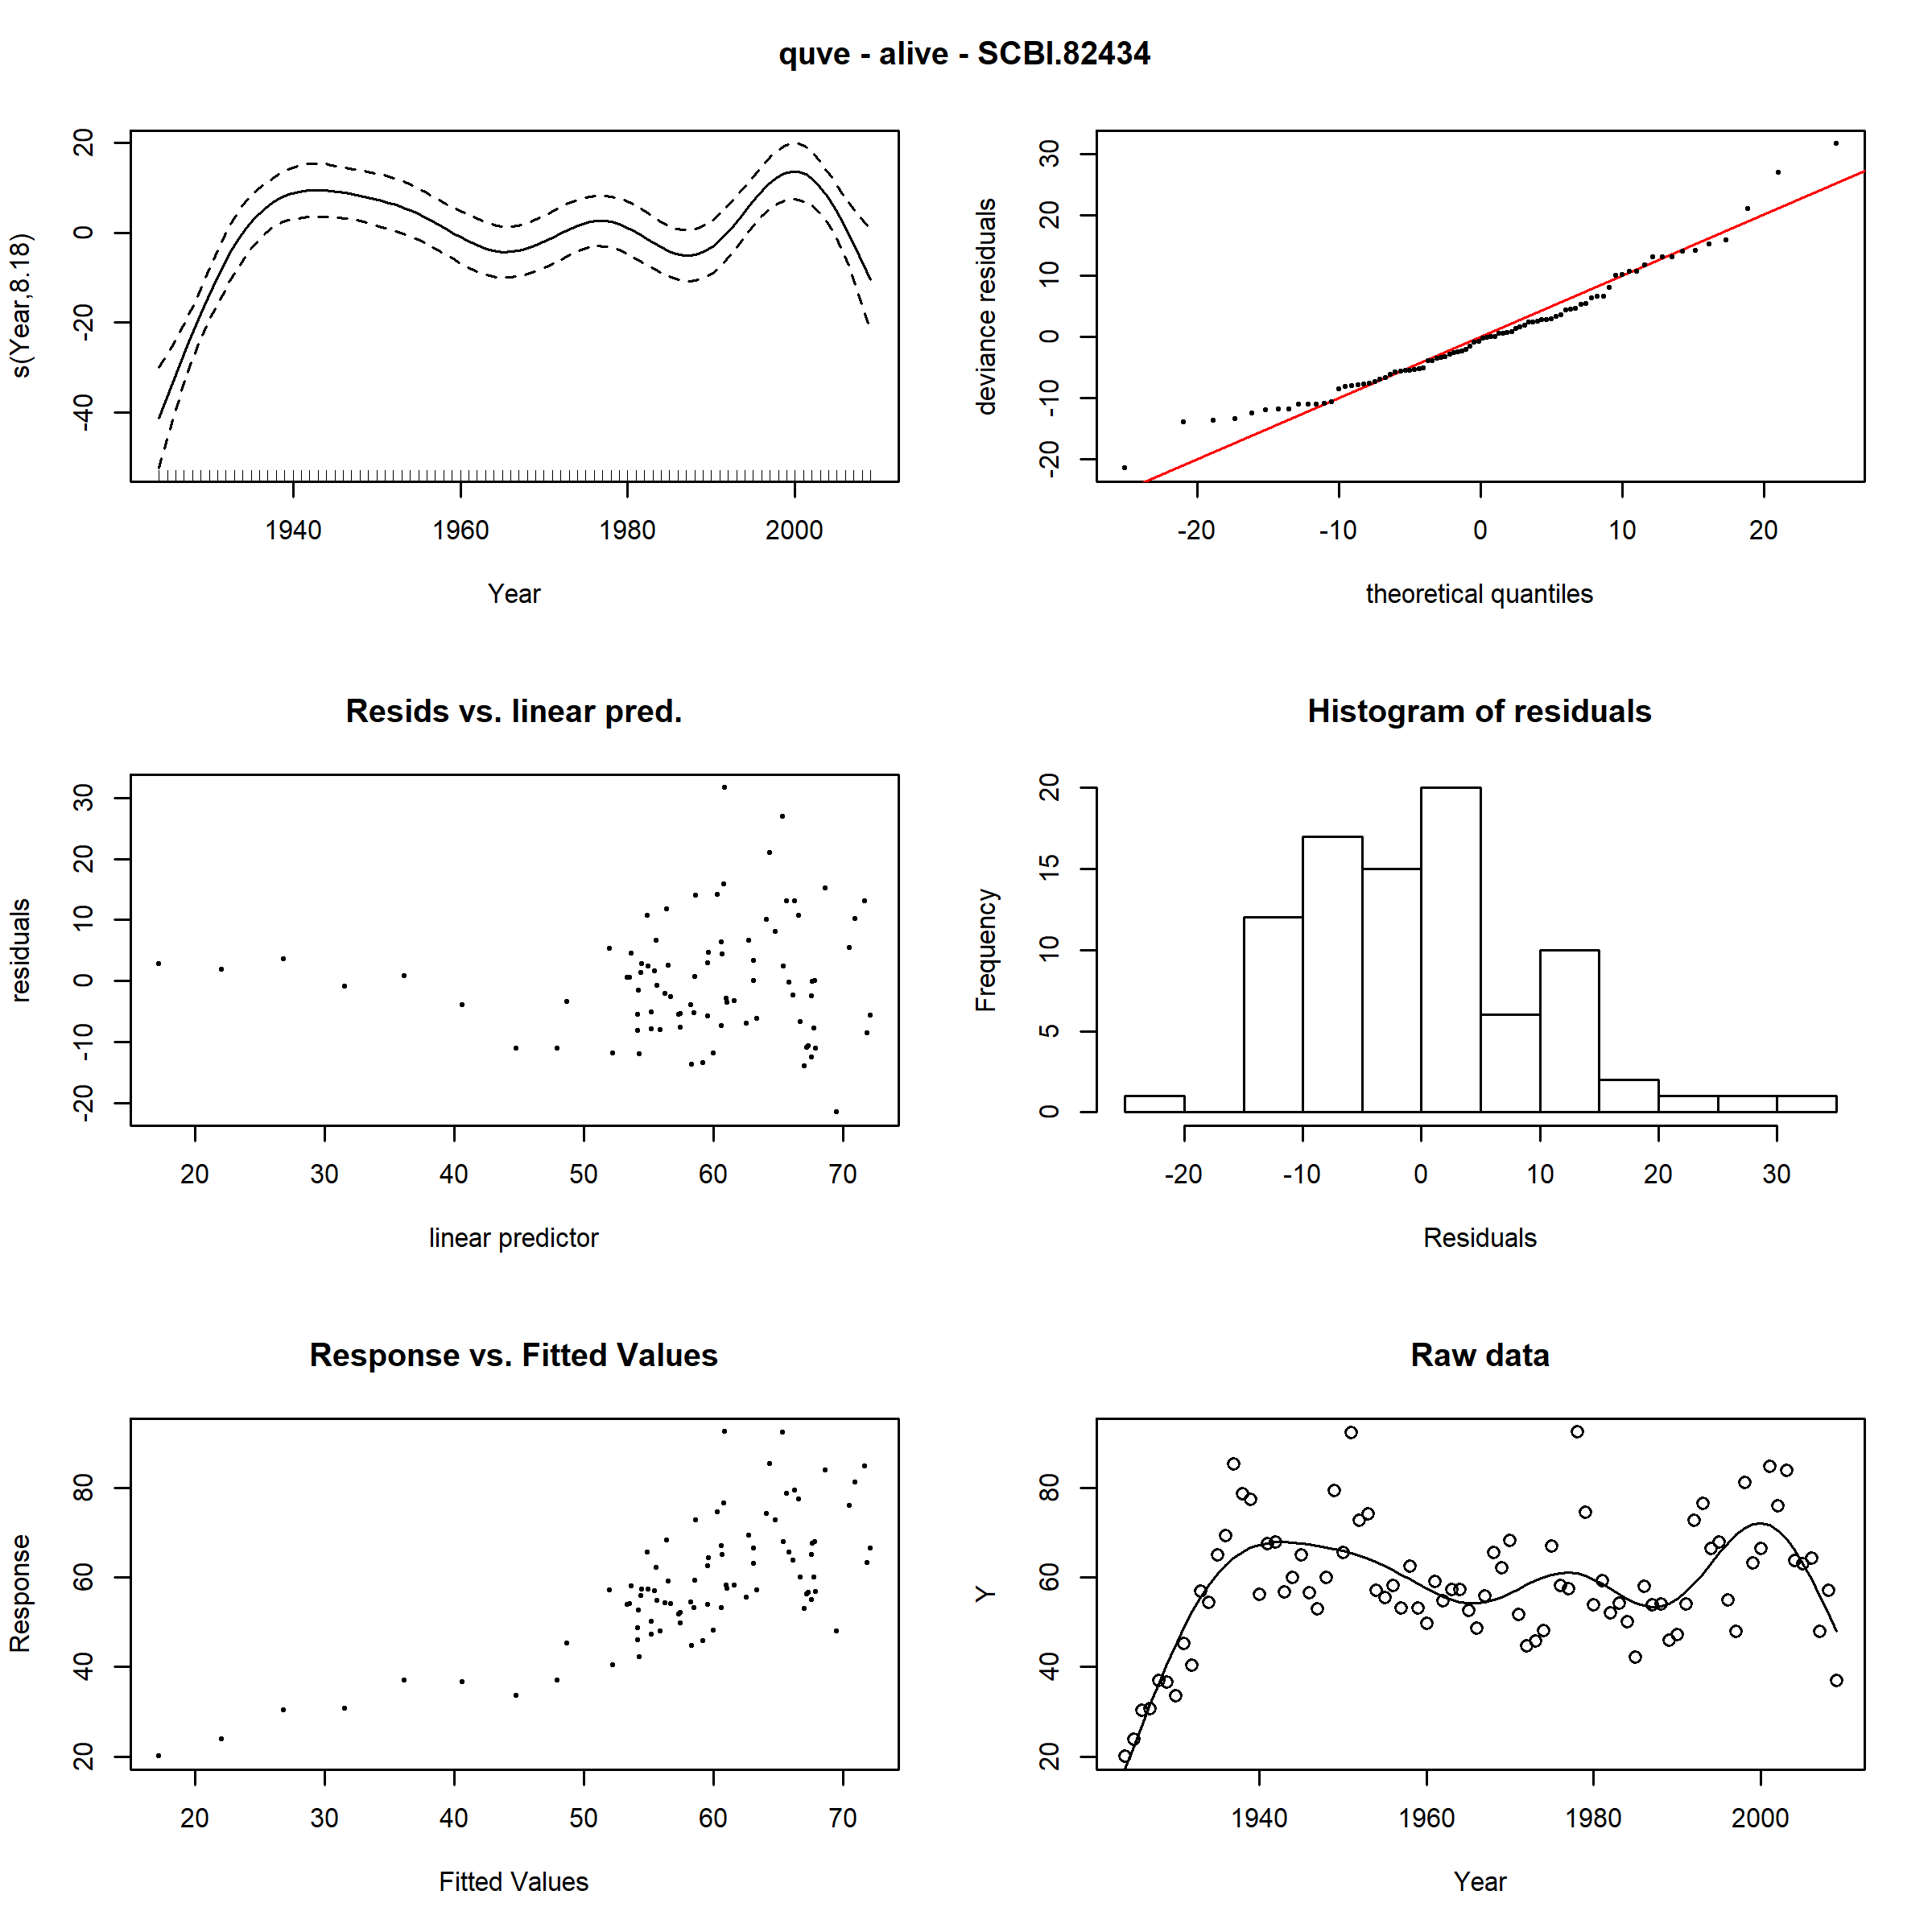 quve - alive - SCBI.82434
s(Year,8.18)
20
0
-20
-40
1940 1960 1980 2000
Year
deviance residuals
30
20
10
0
-10
-20
-20 -10 0 10 20
theoretical quantiles
Resids vs. linear pred.
residuals
30
20
10
0
-10
-20
20 30 40 50 60 70
linear predictor
Histogram of residuals
Frequency
20
15
10
5
0
-20 -10 0 10 20 30
Residuals
Response vs. Fitted Values
Response
80
60
40
20
20 30 40 50 60 70
Fitted Values
Raw data
Y
80
60
40
20
1940 1960 1980 2000
Year